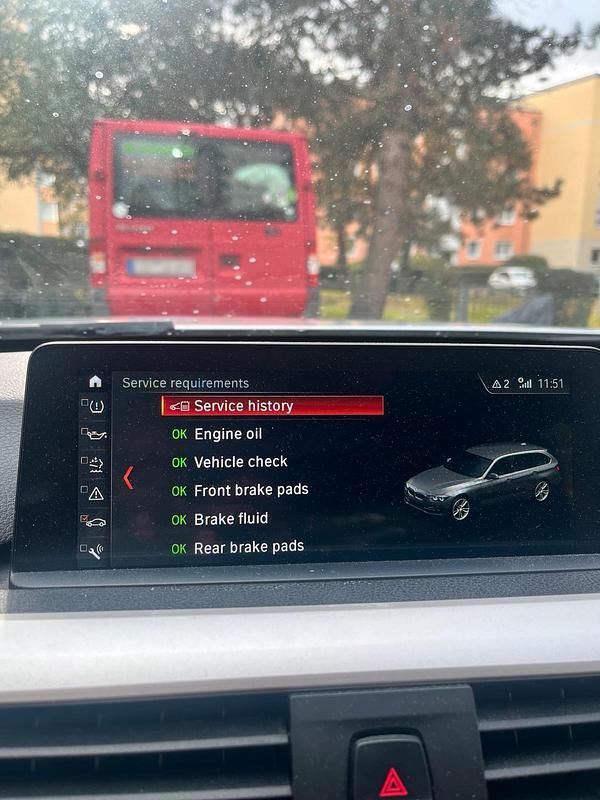 Service requirements
2 11:51
Service history
OK Engine oil
OK Vehicle check
OK Front brake pads
OK Brake fluid
OK Rear brake pads